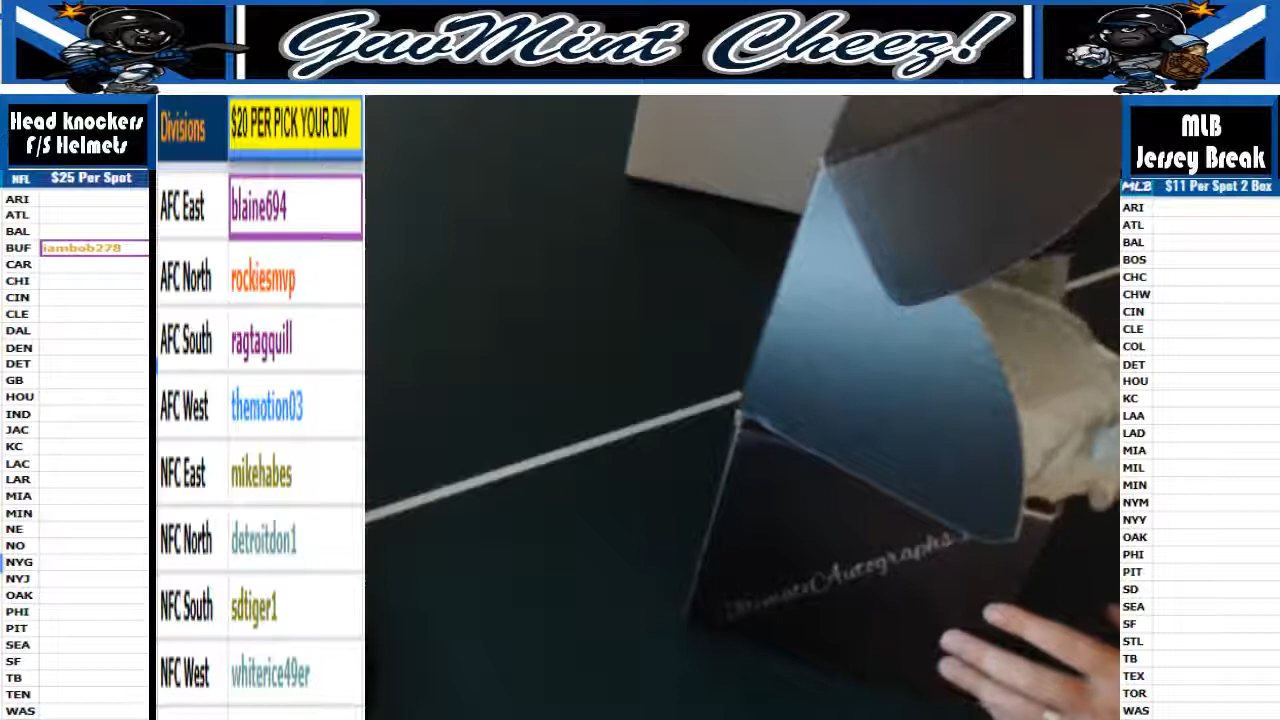 GuvMint Cheez!
Head knockers
F/S Helmets
NFL $25 Per Spot
ARI
ATL
BAL
BUF iambob278
CAR
CHI
CIN
CLE
DAL
DEN
DET
GB
HOU
IND
JAC
KC
LAC
LAR
MIA
MIN
NE
NO
NYG
NYJ
OAK
PHI
PIT
SEA
SF
TB
TEN
WAS
Divisions $20 PER PICK YOUR DIV
AFC East blaine694
AFC North rockiesmvp
AFC South ragtagquill
AFC West themotion03
NFC East mikehabes
NFC North detroitdon1
NFC South sdtiger1
NFC West whiterice49er
Ultimate Autographs
MLB
Jersey Break
MLB $11 Per Spot 2 Box
ARI
ATL
BAL
BOS
CHC
CHW
CIN
CLE
COL
DET
HOU
KC
LAA
LAD
MIA
MIL
MIN
NYM
NYY
OAK
PHI
PIT
SD
SEA
SF
STL
TB
TEX
TOR
WAS